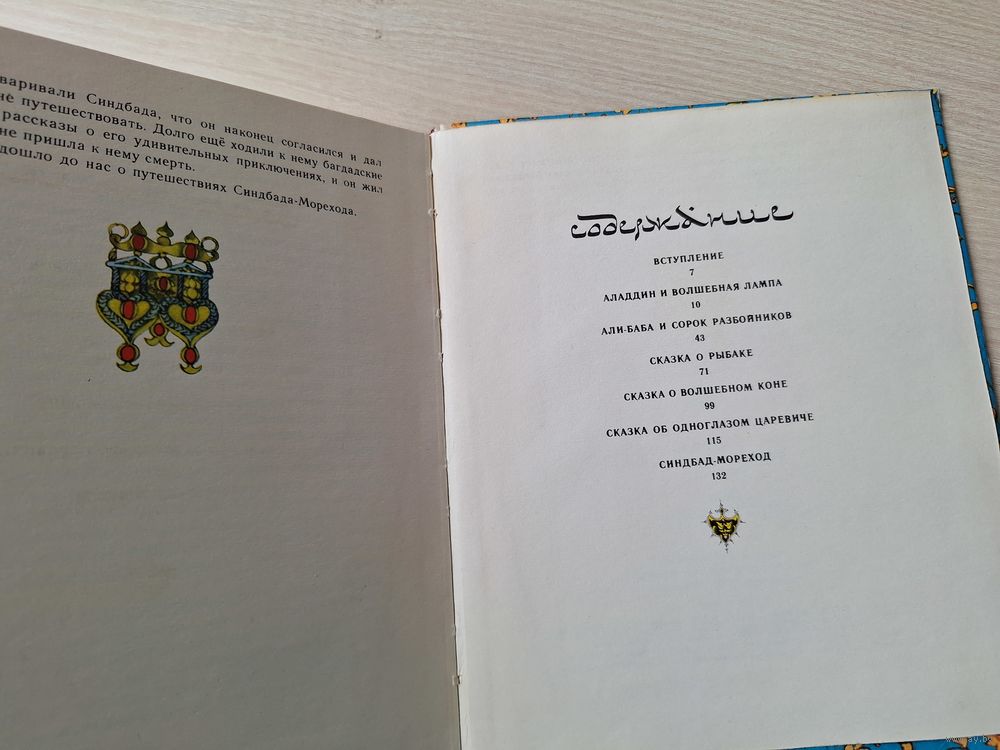 варивали Синдбада, что он наконец согласился и дал
не путешествовать. Долго ещё ходили к нему багдадские
рассказы о его удивительных приключениях, и он жил
не пришла к нему смерть.
дошло до нас о путешествиях Синдбада-Морехода.
содержание
ВСТУПЛЕНИЕ
7
АЛАДДИН И ВОЛШЕБНАЯ ЛАМПА
10
АЛИ-БАБА И СОРОК РАЗБОЙНИКОВ
43
СКАЗКА О РЫБАКЕ
71
СКАЗКА О ВОЛШЕБНОМ КОНЕ
99
СКАЗКА ОБ ОДНОГЛАЗОМ ЦАРЕВИЧЕ
115
СИНДБАД-МОРЕХОД
132
www.ay.by